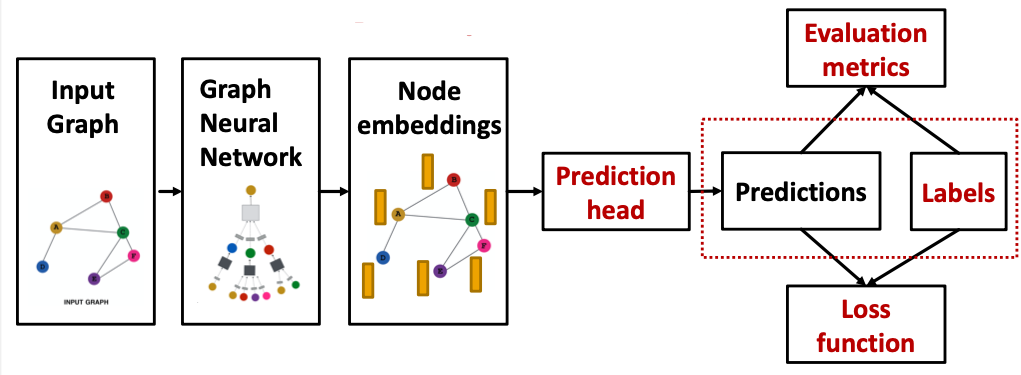 Input
Graph
B
A
C
F
D
E
INPUT GRAPH
Graph
Neural
Network
Node
embeddings
B
A
C
F
D
E
Prediction
head
Predictions
Labels
Evaluation
metrics
Loss
function